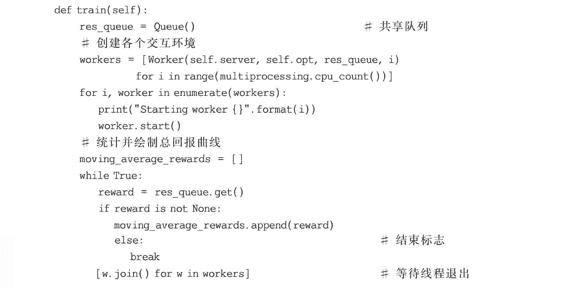 def train(self):
res_queue = Queue() # 共享队列
# 创建各个交互环境
workers = [Worker(self.server, self.opt, res_queue, i)
for i in range(multiprocessing.cpu_count())]
for i, worker in enumerate(workers):
print("Starting worker {}".format(i))
worker.start()
# 统计并绘制总回报曲线
moving_average_rewards = []
while True:
reward = res_queue.get()
if reward is not None:
moving_average_rewards.append(reward)
else: # 结束标志
break
[w.join() for w in workers] # 等待线程退出